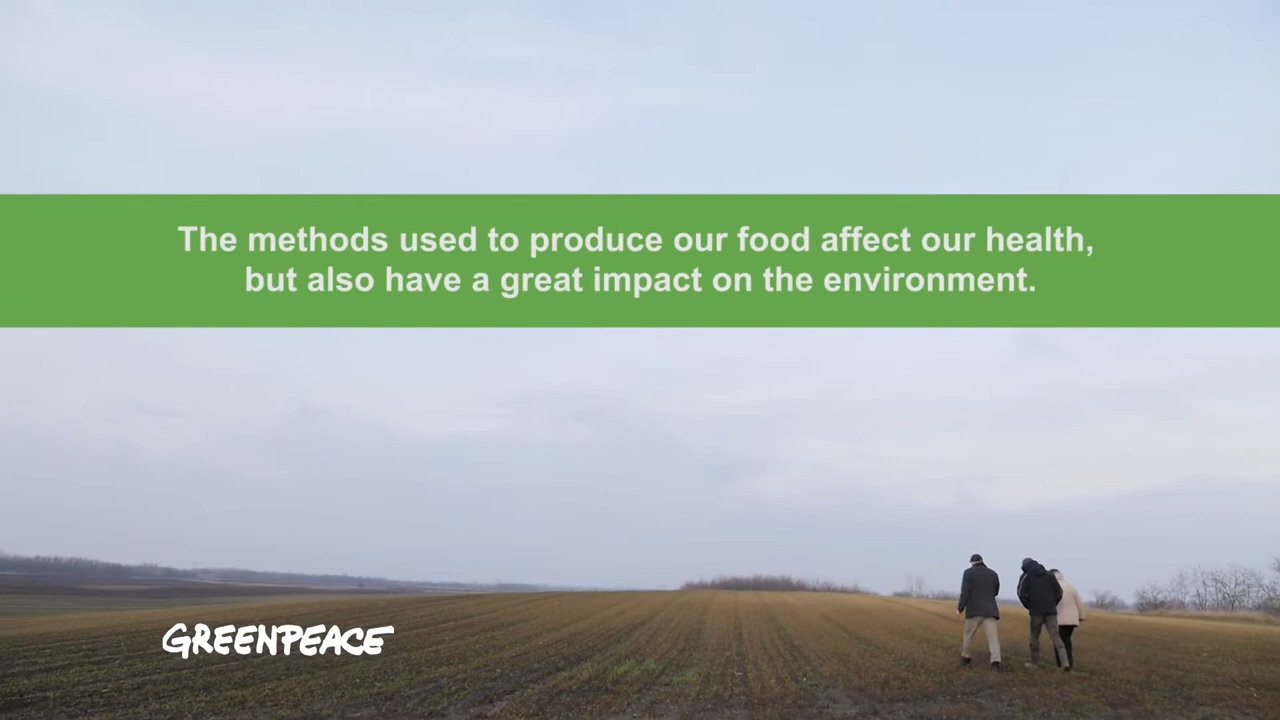 The methods used to produce our food affect our health,
but also have a great impact on the environment.
GREENPEACE